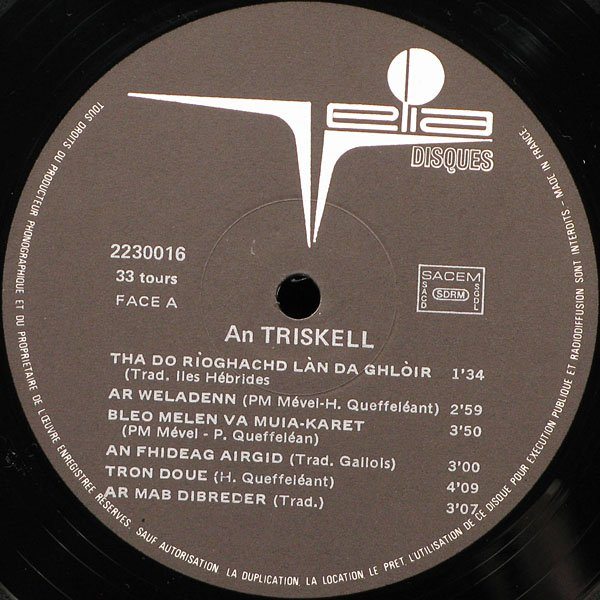 Telia
DISQUES
2230016
33 tours
FACE A
SACEM
SACD
SDRM
SGDL
An TRISKELL
THA DO RÌOGHACHD LÀN DA GHLÒIR 1'34
(Trad. Iles Hébrides
AR WELADENN (PM Mével-H. Queffeléant) 2'59
BLEO MELEN VA MUIA-KARET 3'50
(PM Mével - P. Queffeléan)
AN FHIDEAG AIRGID (Trad. Gallois) 3'00
TRON DOUE (H. Queffeléant) 4'09
AR MAB DIBREDER (Trad.) 3'07
TOUS DROITS DU PRODUCTEUR PHONOGRAPHIQUE ET DU PROPRIÉTAIRE DE L'ŒUVRE ENREGISTRÉE RÉSERVÉS. SAUF AUTORISATION, LA DUPLICATION, LA LOCATION LE PRET, L'UTILISATION DE CE DISQUE POUR EXECUTION PUBLIQUE ET RADIODIFFUSION SONT INTERDITS - MADE IN FRANCE.